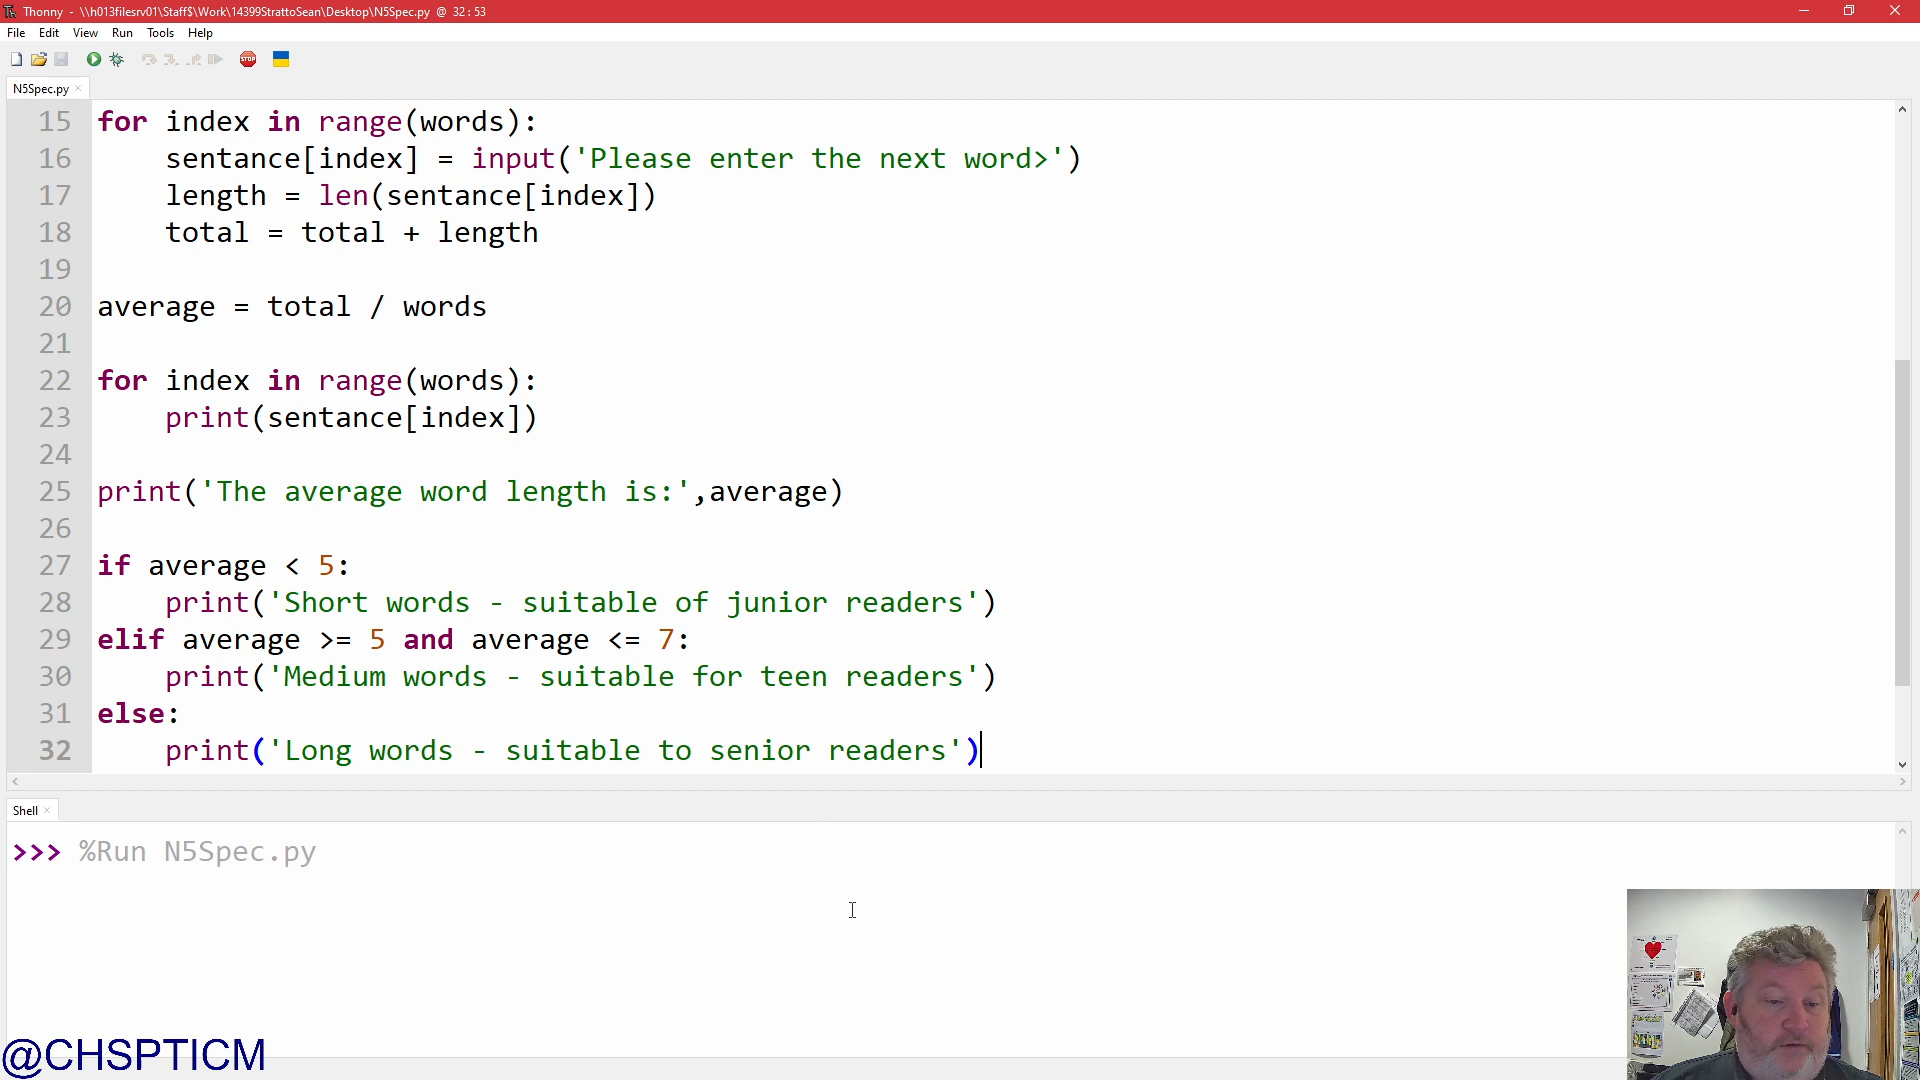 Thonny - \\h013filesrv01\Staff$\Work\14399StrattoSean\Desktop\N5Spec.py @ 32:53
File Edit View Run Tools Help
STOP
N5Spec.py ×
15 for index in range(words):
16     sentance[index] = input('Please enter the next word>')
17     length = len(sentance[index])
18     total = total + length
19
20 average = total / words
21
22 for index in range(words):
23     print(sentance[index])
24
25 print('The average word length is:',average)
26
27 if average < 5:
28     print('Short words - suitable of junior readers')
29 elif average >= 5 and average <= 7:
30     print('Medium words - suitable for teen readers')
31 else:
32     print('Long words - suitable to senior readers')
Shell ×
>>> %Run N5Spec.py
@CHSPTICM